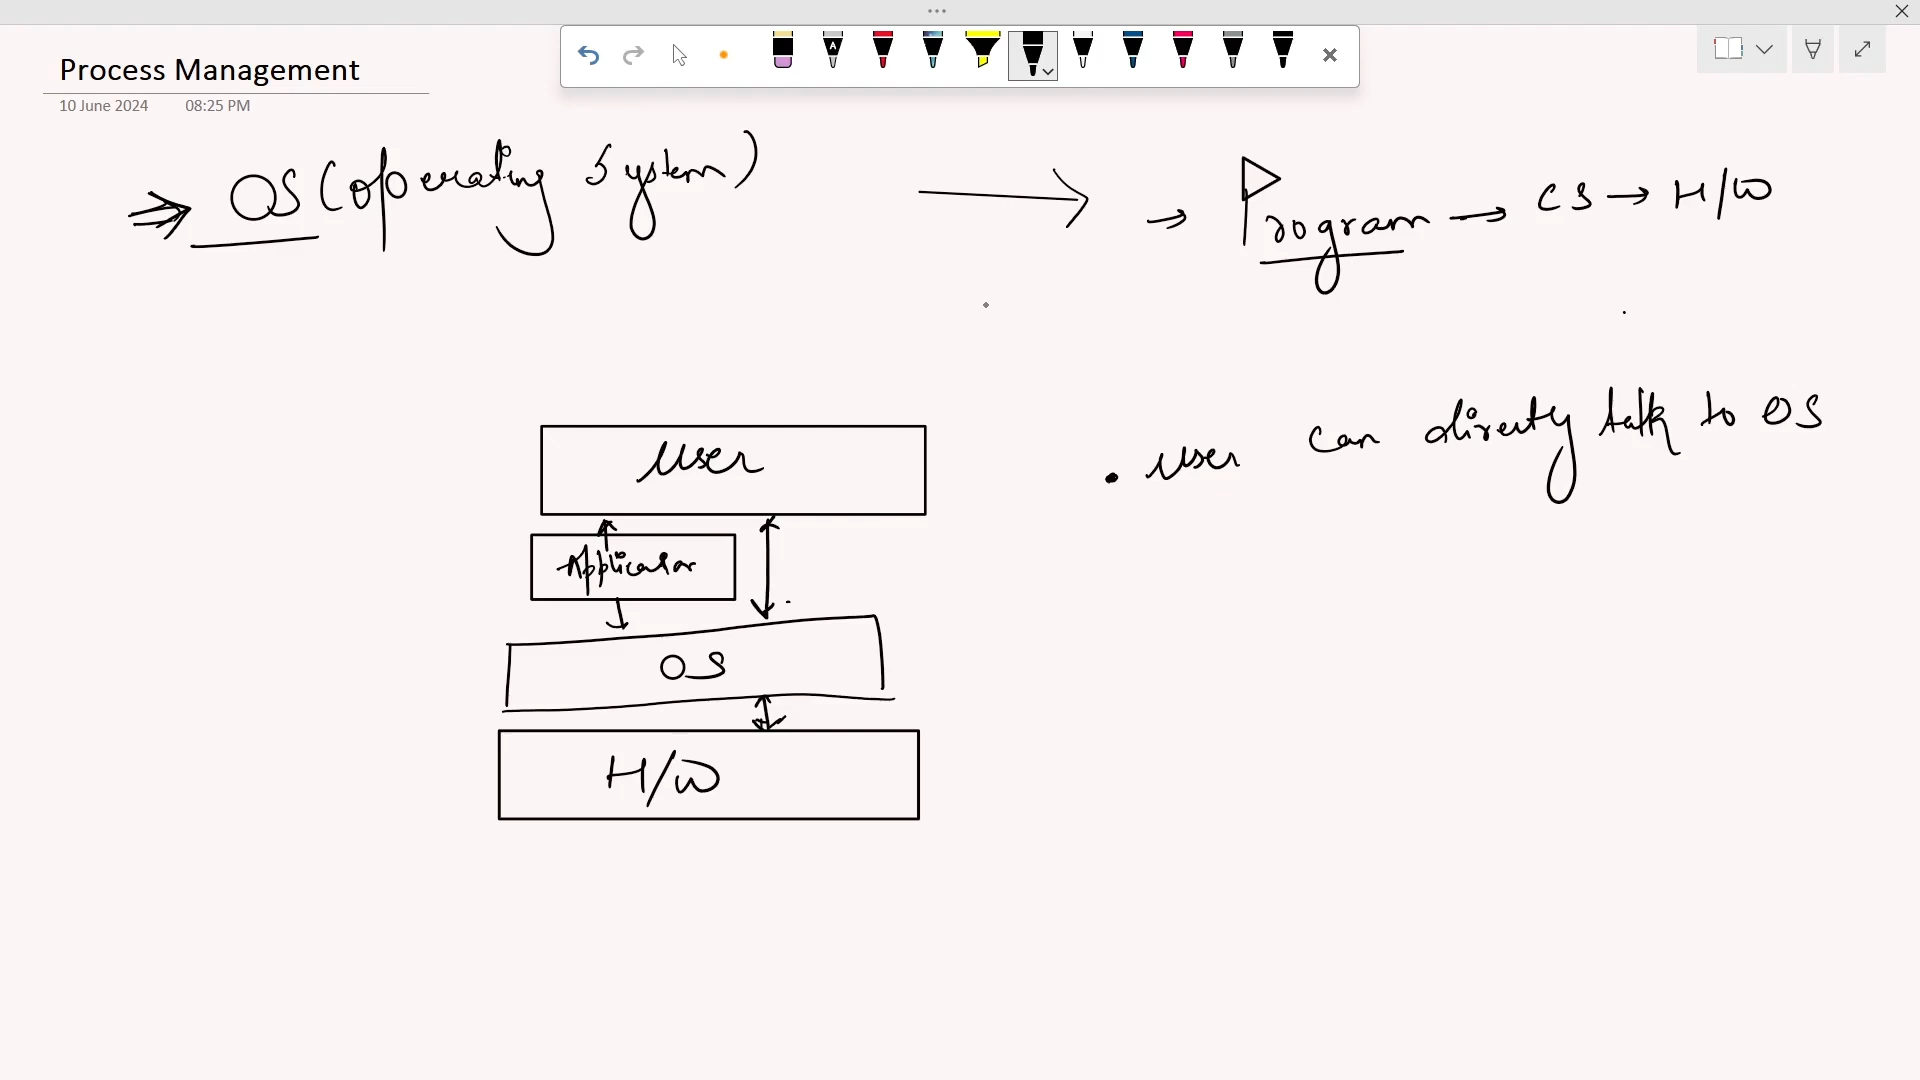 Process Management
10 June 2024 08:25 PM
OS (operating System) → → Program → CS → H/W
User
• User can directly talk to OS
Application
OS
H/W